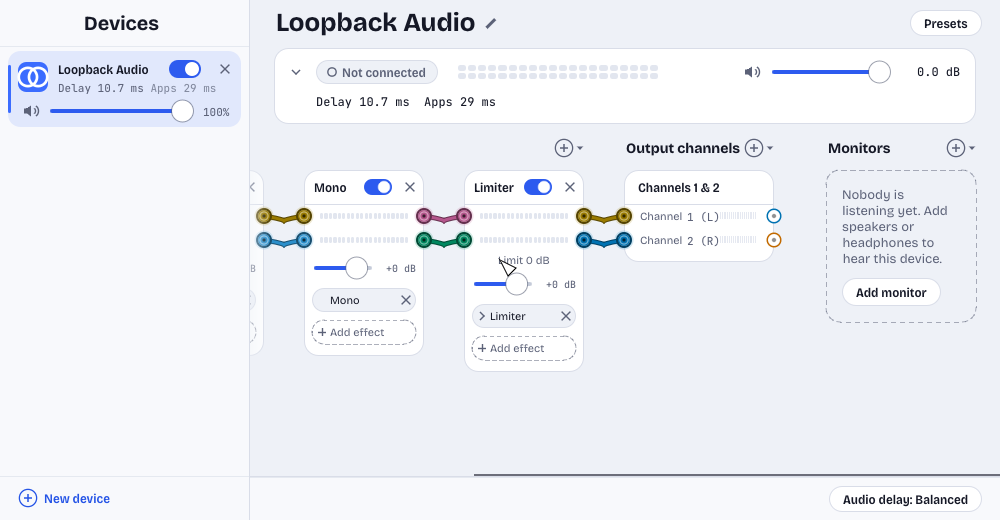 Devices
Loopback Audio
Delay 10.7 ms Apps 29 ms
100%
New device
Loopback Audio
Presets
Not connected
0.0 dB
Delay 10.7 ms Apps 29 ms
Output channels
Monitors
Mono
+0 dB
Mono
Add effect
Limiter
Limit 0 dB
+0 dB
Limiter
Add effect
Channels 1 & 2
Channel 1 (L)
Channel 2 (R)
Nobody is
listening yet. Add
speakers or
headphones to
hear this device.
Add monitor
Audio delay: Balanced